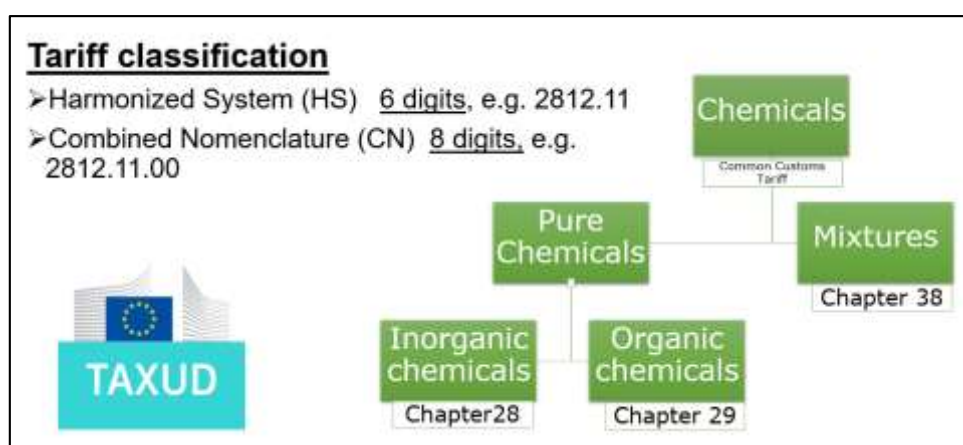 Tariff classification
➢Harmonized System (HS) 6 digits, e.g. 2812.11
➢Combined Nomenclature (CN) 8 digits, e.g.
2812.11.00
Chemicals
Common Customs
Tariff
Pure
Chemicals
Mixtures
Chapter 38
Inorganic
chemicals
Chapter28
Organic
chemicals
Chapter 29
TAXUD